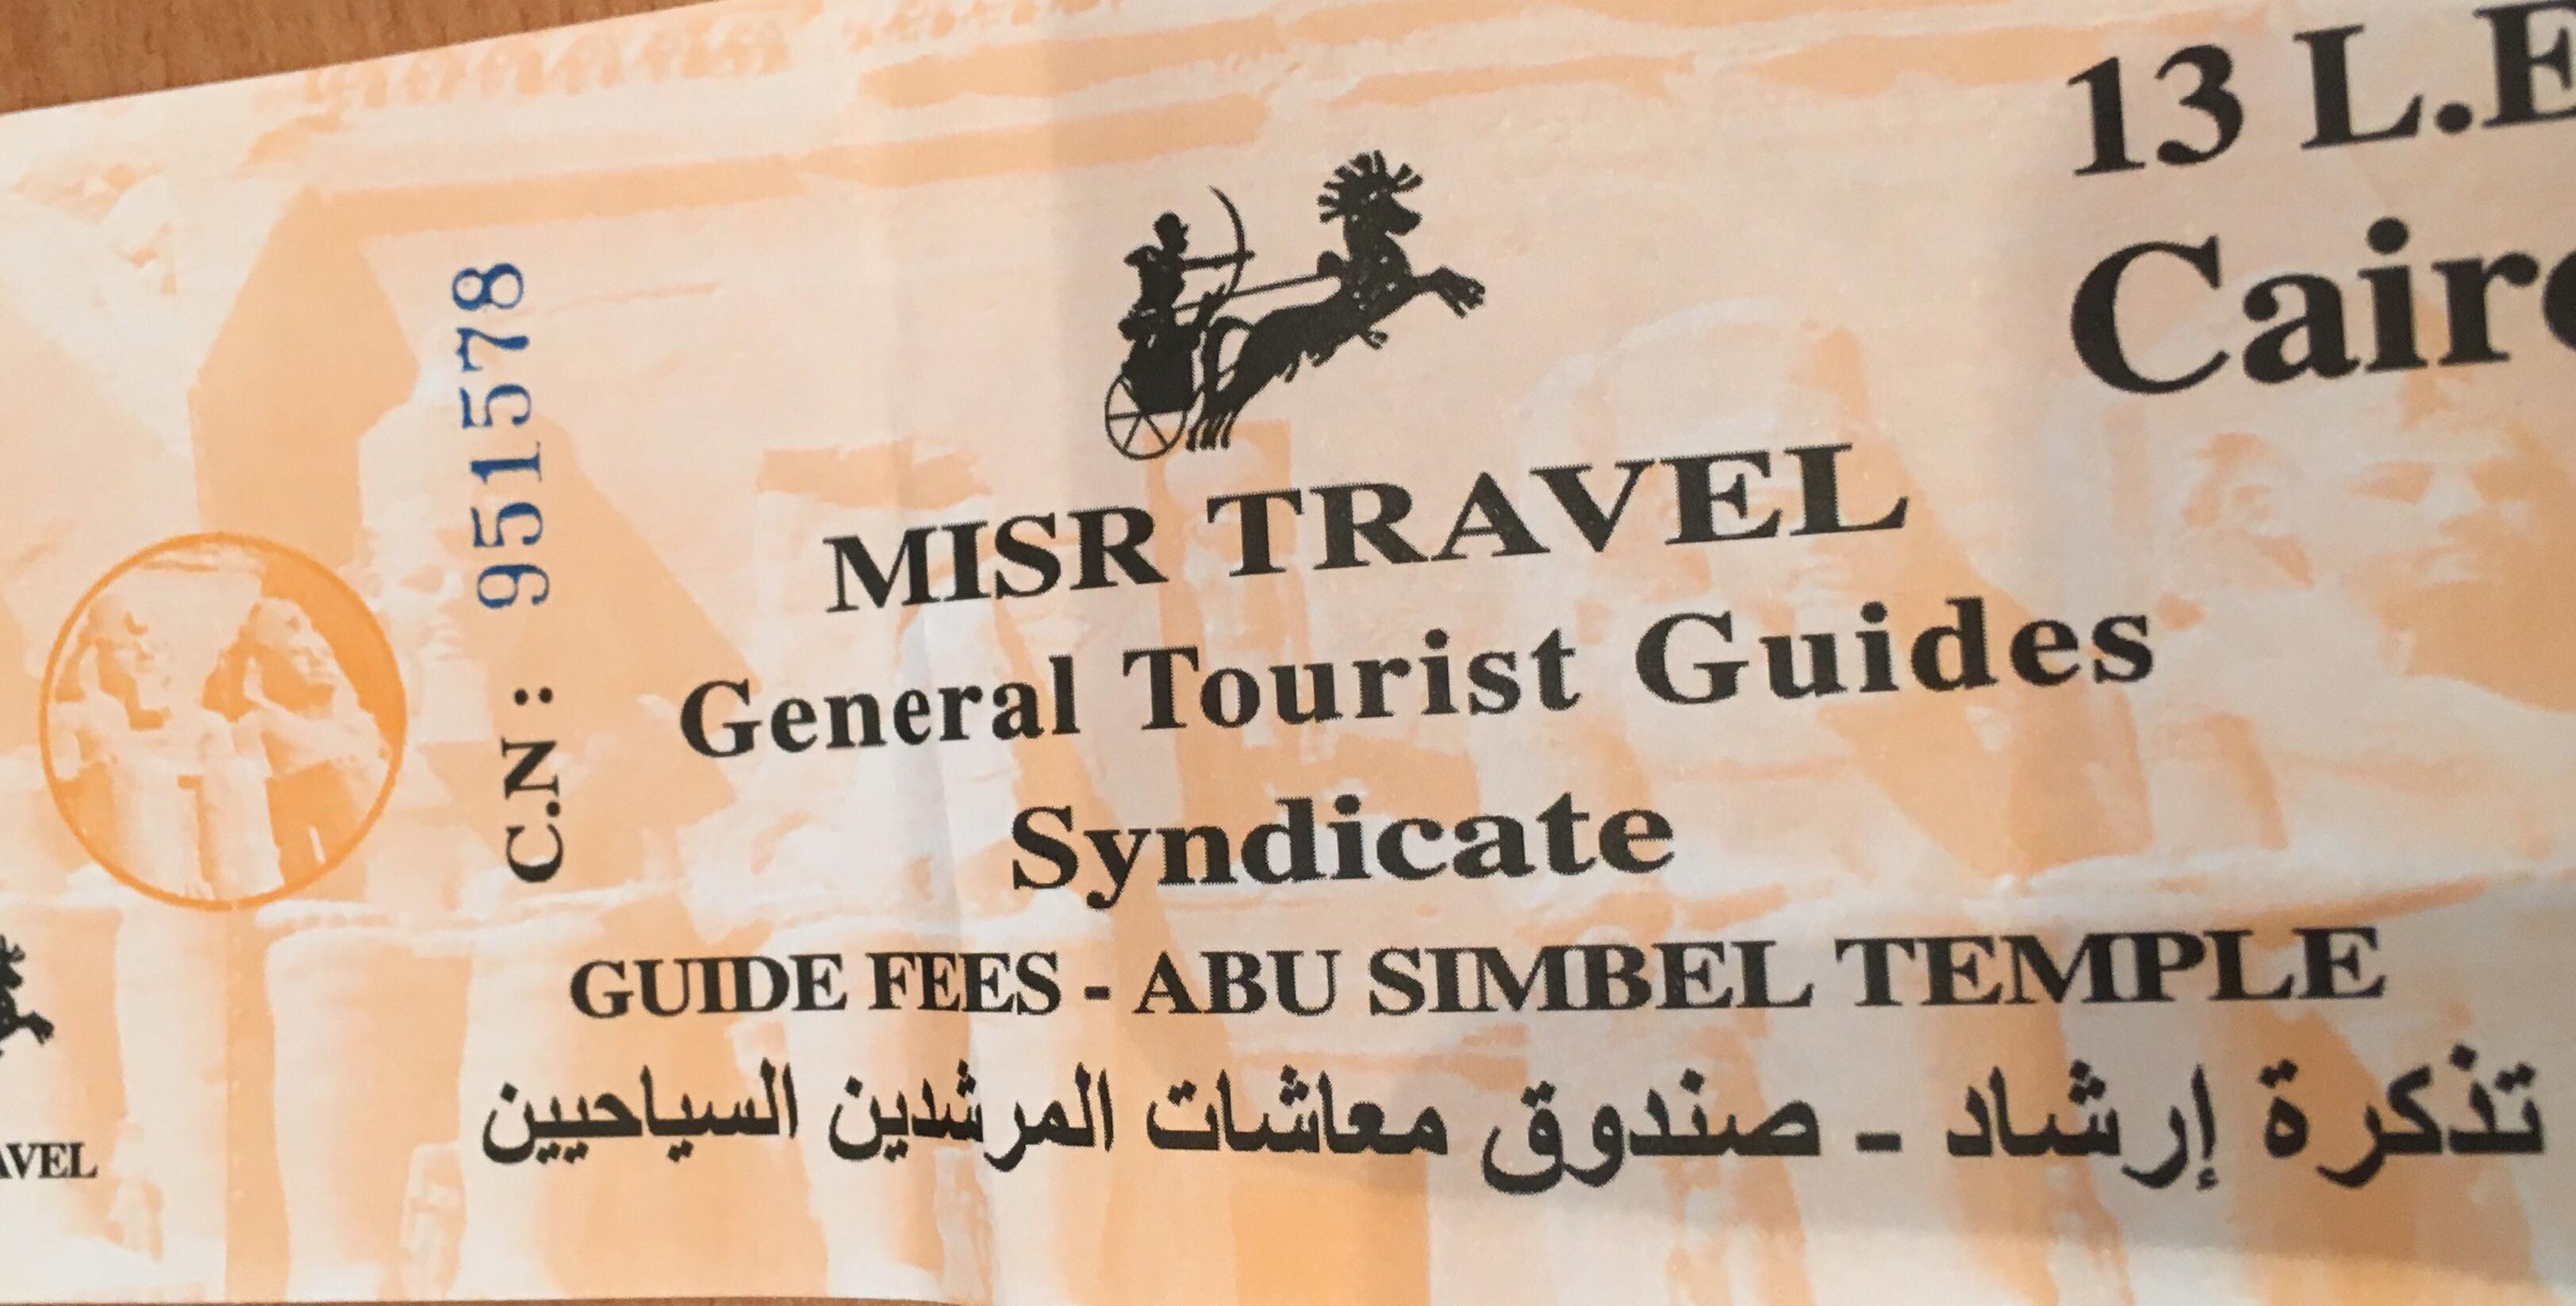 13 L.E
Cairo
C.N : 951578
MISR TRAVEL
General Tourist Guides
Syndicate
GUIDE FEES - ABU SIMBEL TEMPLE
تذكرة إرشاد - صندوق معاشات المرشدين السياحيين
AVEL